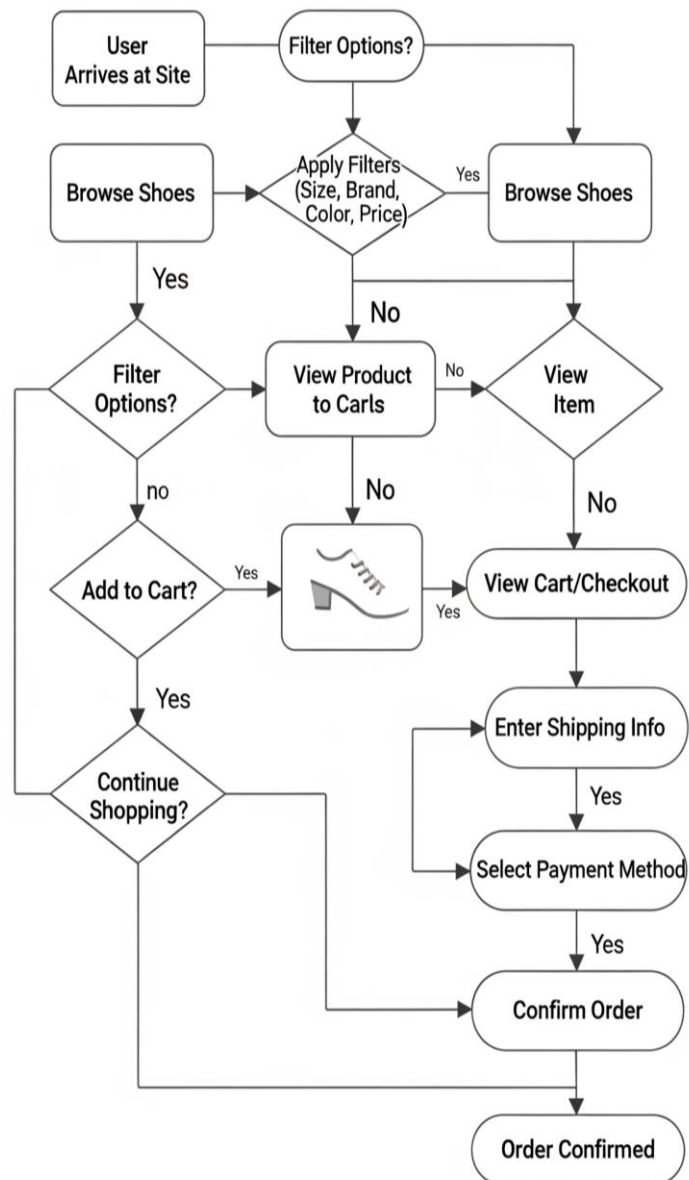 User
Arrives at Site
Filter Options?
Browse Shoes
Apply Filters
(Size, Brand,
Color, Price)
Yes
Browse Shoes
Yes
No
Filter
Options?
View Product
to Carls
No
View
Item
no
No
No
Add to Cart?
Yes
Yes
View Cart/Checkout
Yes
Enter Shipping Info
Continue
Shopping?
Yes
Select Payment Method
Yes
Confirm Order
Order Confirmed